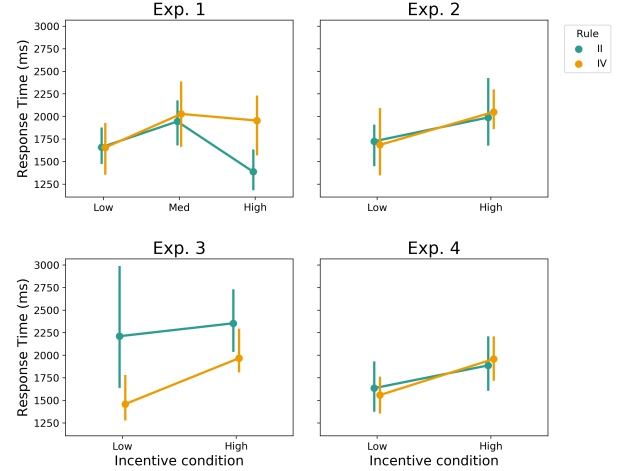 Exp. 1
Exp. 2
Rule
II
IV
Response Time (ms)
3000
2750
2500
2250
2000
1750
1500
1250
Low Med High
Low High
Exp. 3
Exp. 4
Response Time (ms)
3000
2750
2500
2250
2000
1750
1500
1250
Low High
Low High
Incentive condition
Incentive condition